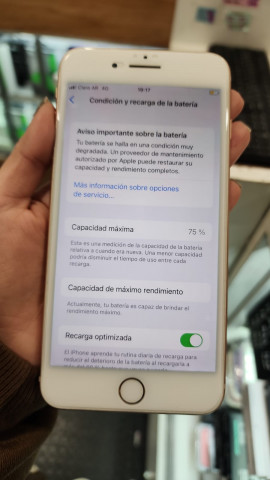 Claro 4G
19:17
Condición y recarga de la batería
Aviso importante sobre la batería
Tu batería se halla en una condición muy
degradada. Un proveedor de mantenimiento
autorizado por Apple puede restaurar su
capacidad y rendimiento completos.
Más información sobre opciones
de servicio...
Capacidad máxima
75 %
Esta es una medición de la capacidad de la batería
relativa a cuando era nueva. Una menor capacidad
podría disminuir el tiempo de uso entre cada
recarga.
Capacidad de máximo rendimiento
Actualmente, tu batería es capaz de brindar el
rendimiento máximo.
Recarga optimizada
El iPhone aprende tu rutina diaria de recarga para
reducir el deterioro de la batería al recargarla a